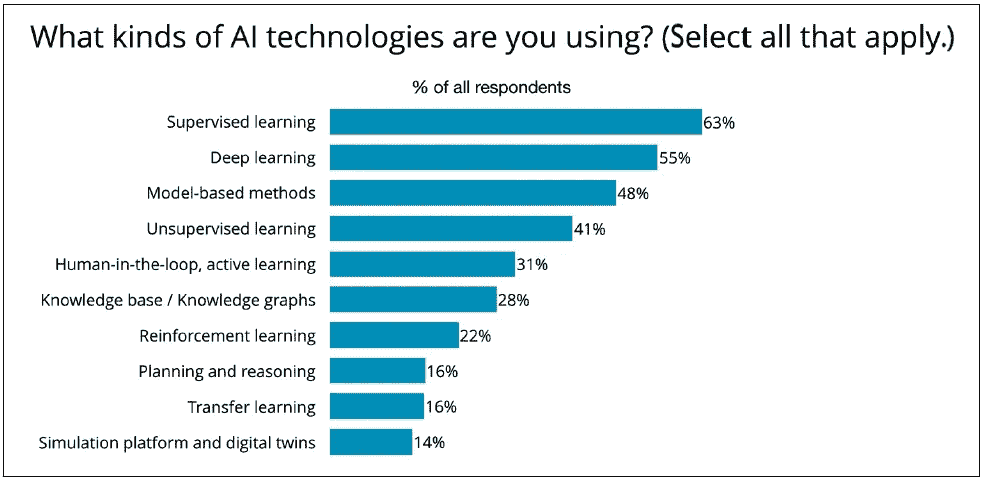 What kinds of AI technologies are you using? (Select all that apply.)
% of all respondents
Supervised learning 63%
Deep learning 55%
Model-based methods 48%
Unsupervised learning 41%
Human-in-the-loop, active learning 31%
Knowledge base / Knowledge graphs 28%
Reinforcement learning 22%
Planning and reasoning 16%
Transfer learning 16%
Simulation platform and digital twins 14%